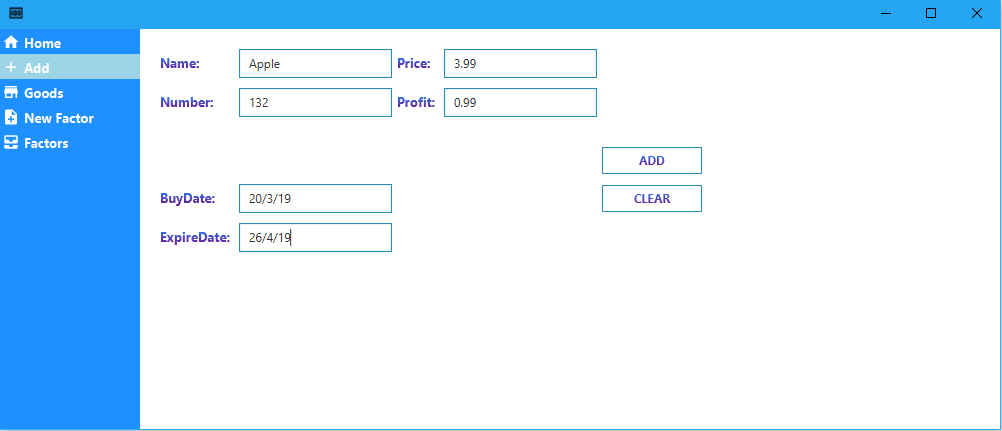 Home
Add
Goods
New Factor
Factors
Name: Apple Price: 3.99
Number: 132 Profit: 0.99
ADD
BuyDate: 20/3/19 CLEAR
ExpireDate: 26/4/19